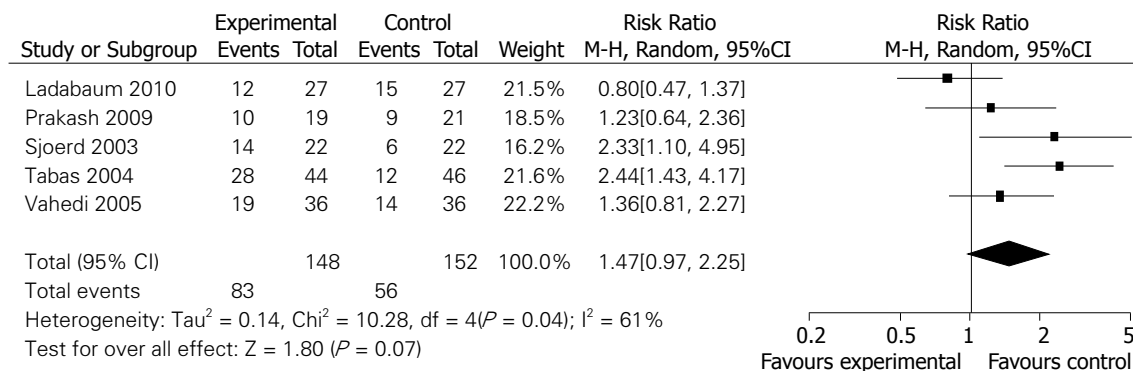 Experimental Control Risk Ratio Risk Ratio
Study or Subgroup Events Total Events Total Weight M-H, Random, 95%CI M-H, Random, 95%CI
Ladabaum 2010 12 27 15 27 21.5% 0.80[0.47, 1.37]
Prakash 2009 10 19 9 21 18.5% 1.23[0.64, 2.36]
Sjoerd 2003 14 22 6 22 16.2% 2.33[1.10, 4.95]
Tabas 2004 28 44 12 46 21.6% 2.44[1.43, 4.17]
Vahedi 2005 19 36 14 36 22.2% 1.36[0.81, 2.27]
Total (95% CI) 148 152 100.0% 1.47[0.97, 2.25]
Total events 83 56
Heterogeneity: Tau² = 0.14, Chi² = 10.28, df = 4(P = 0.04); I² = 61%
Test for over all effect: Z = 1.80 (P = 0.07)
0.2 0.5 1 2 5
Favours experimental Favours control